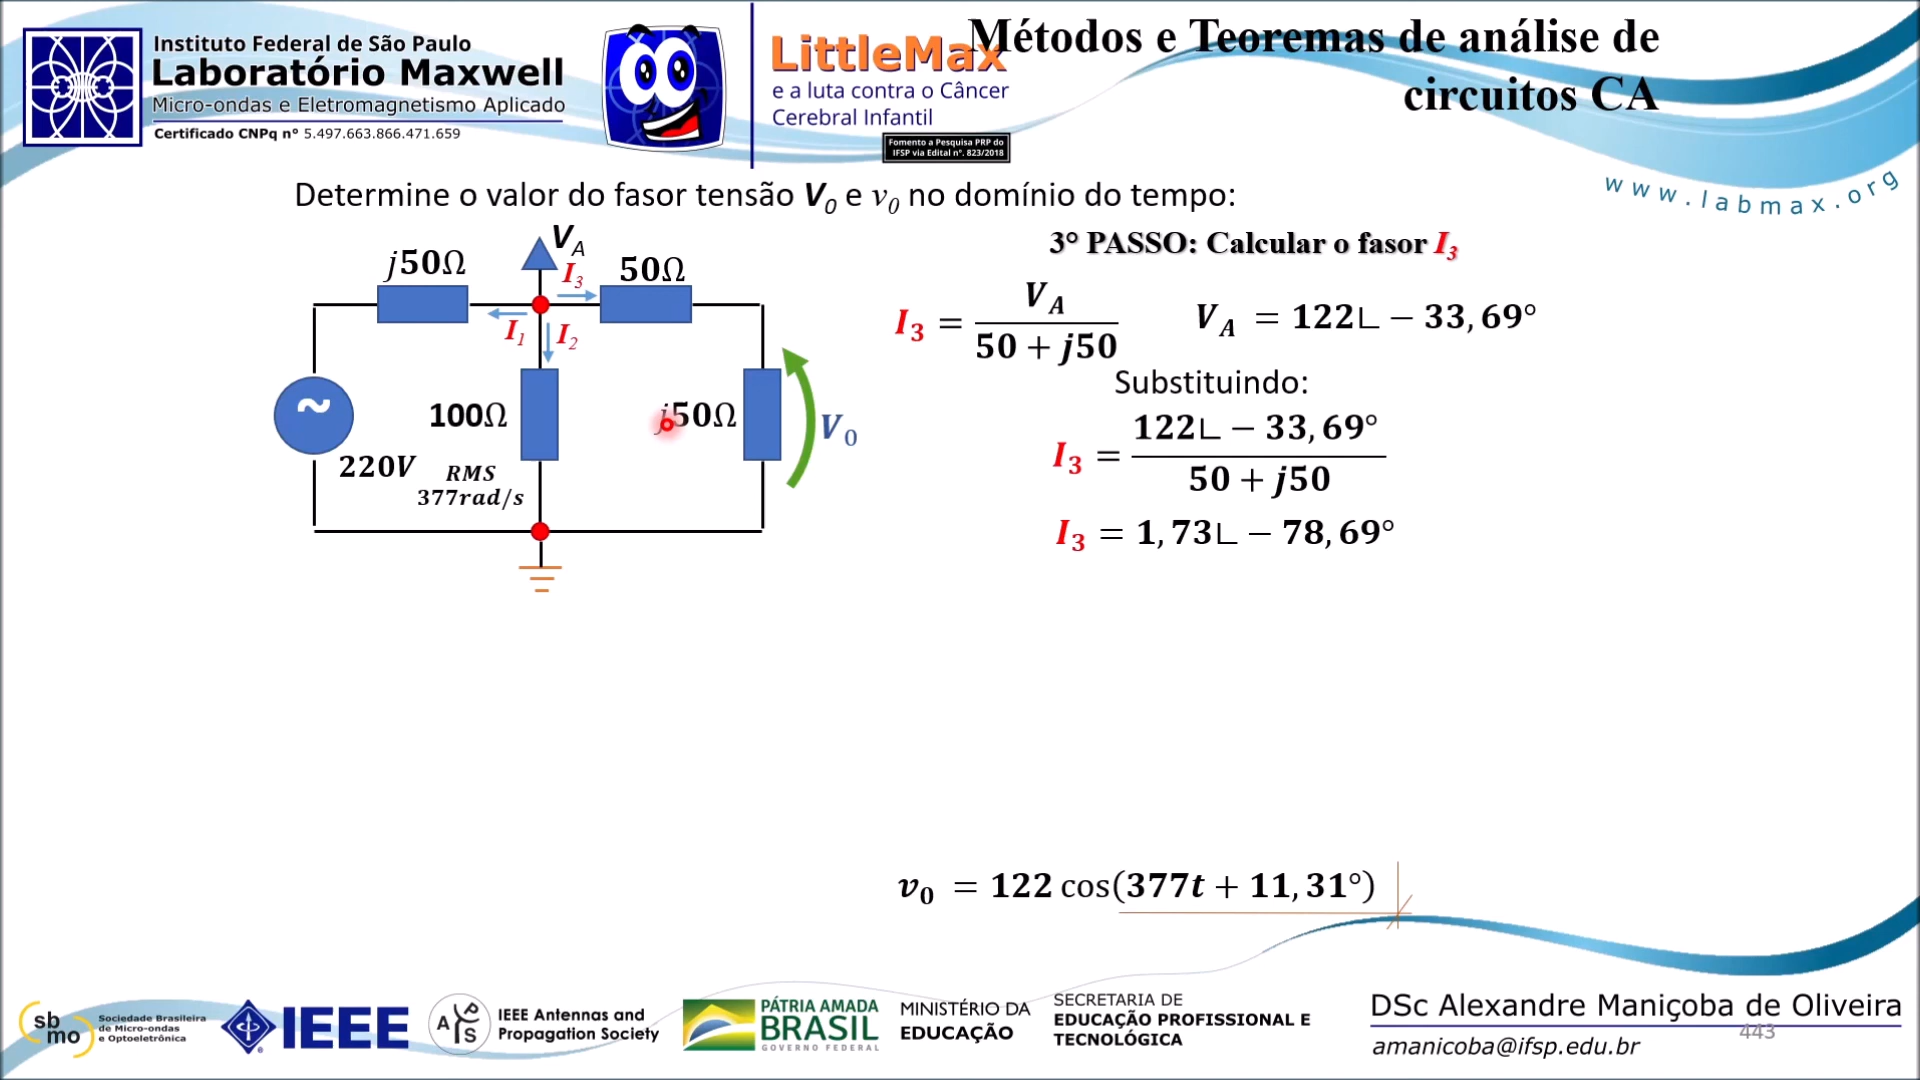 Instituto Federal de São Paulo
Laboratório Maxwell
Micro-ondas e Eletromagnetismo Aplicado
Certificado CNPq n° 5.497.663.866.471.659
LittleMax
e a luta contra o Câncer
Cerebral Infantil
Fomento a Pesquisa PRP do
IFSP via Edital nº. 823/2018
Métodos e Teoremas de análise de
circuitos CA
www.labmax.org
Determine o valor do fasor tensão V₀ e v₀ no domínio do tempo:
V_A
j50Ω
I₃
50Ω
I₁
I₂
100Ω
j50Ω
V₀
220V
RMS
377rad/s
~
3° PASSO: Calcular o fasor I₃
I₃ = V_A / 50 + j50
V_A = 122∟ − 33,69°
Substituindo:
I₃ = 122∟ − 33,69° / 50 + j50
I₃ = 1,73∟ − 78,69°
v₀ = 122 cos(377t + 11,31°)
sb
mo
Sociedade Brasileira
de Micro-ondas
e Optoeletrônica
IEEE
APS
IEEE Antennas and
Propagation Society
PÁTRIA AMADA
BRASIL
GOVERNO FEDERAL
MINISTÉRIO DA
EDUCAÇÃO
SECRETARIA DE
EDUCAÇÃO PROFISSIONAL E
TECNOLÓGICA
DSc Alexandre Maniçoba de Oliveira
443
amanicoba@ifsp.edu.br